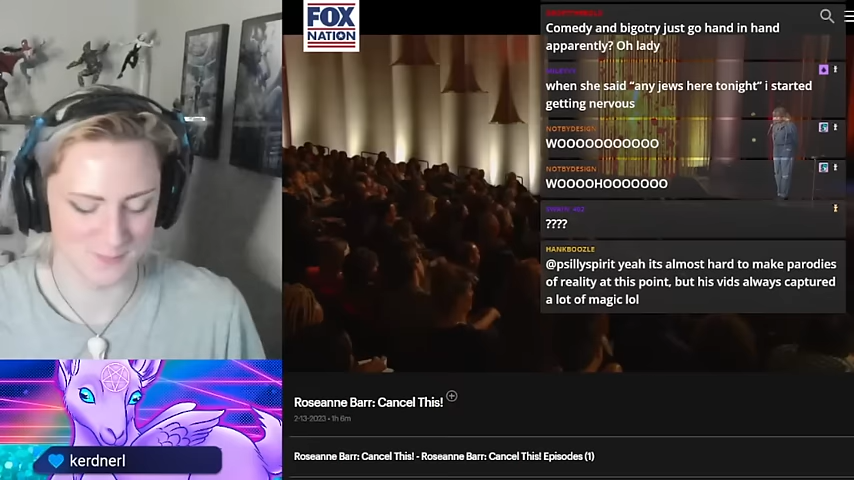 FOX
NATION
Comedy and bigotry just go hand in hand
apparently? Oh lady
when she said "any jews here tonight" i started
getting nervous
NOTBYDESIGN
WOOOOOOOOOOO
NOTBYDESIGN
WOOOOHOOOOOOO
????
HANKBOOZLE
@psillyspirit yeah its almost hard to make parodies
of reality at this point, but his vids always captured
a lot of magic lol
Roseanne Barr: Cancel This!
2-13-2023 • 1h 6m
Roseanne Barr: Cancel This! - Roseanne Barr: Cancel This! Episodes (1)
kerdnerl